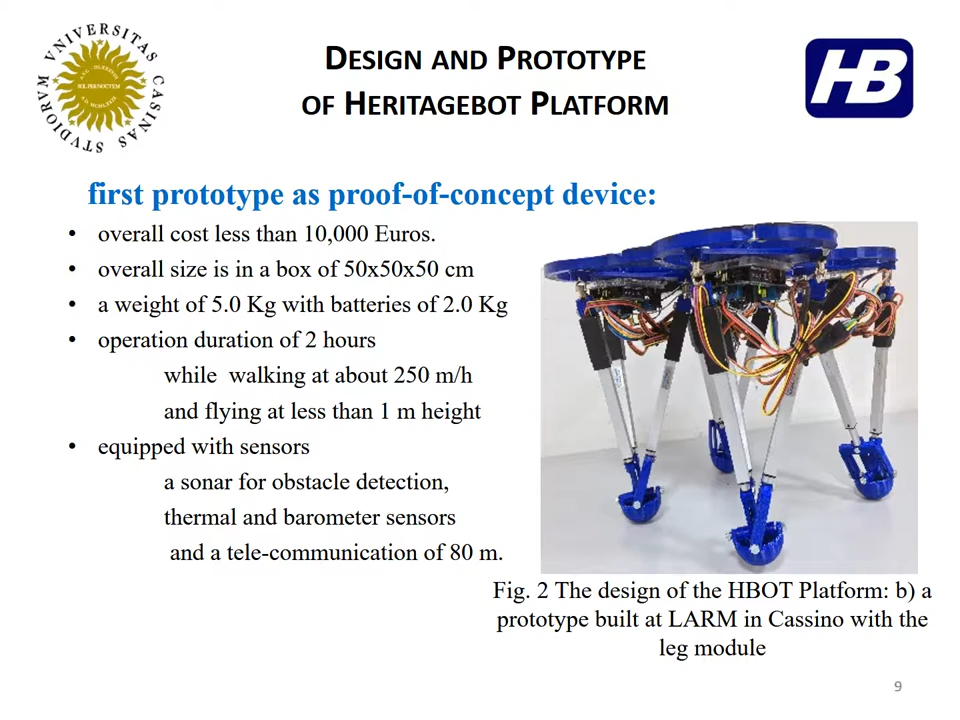 VNIVERSITAS CASINAS STVDIORVM
DESIGN AND PROTOTYPE
OF HERITAGEBOT PLATFORM
HB
first prototype as proof-of-concept device:
• overall cost less than 10,000 Euros.
• overall size is in a box of 50x50x50 cm
• a weight of 5.0 Kg with batteries of 2.0 Kg
• operation duration of 2 hours
while walking at about 250 m/h
and flying at less than 1 m height
• equipped with sensors
a sonar for obstacle detection,
thermal and barometer sensors
and a tele-communication of 80 m.
Fig. 2 The design of the HBOT Platform: b) a
prototype built at LARM in Cassino with the
leg module
9